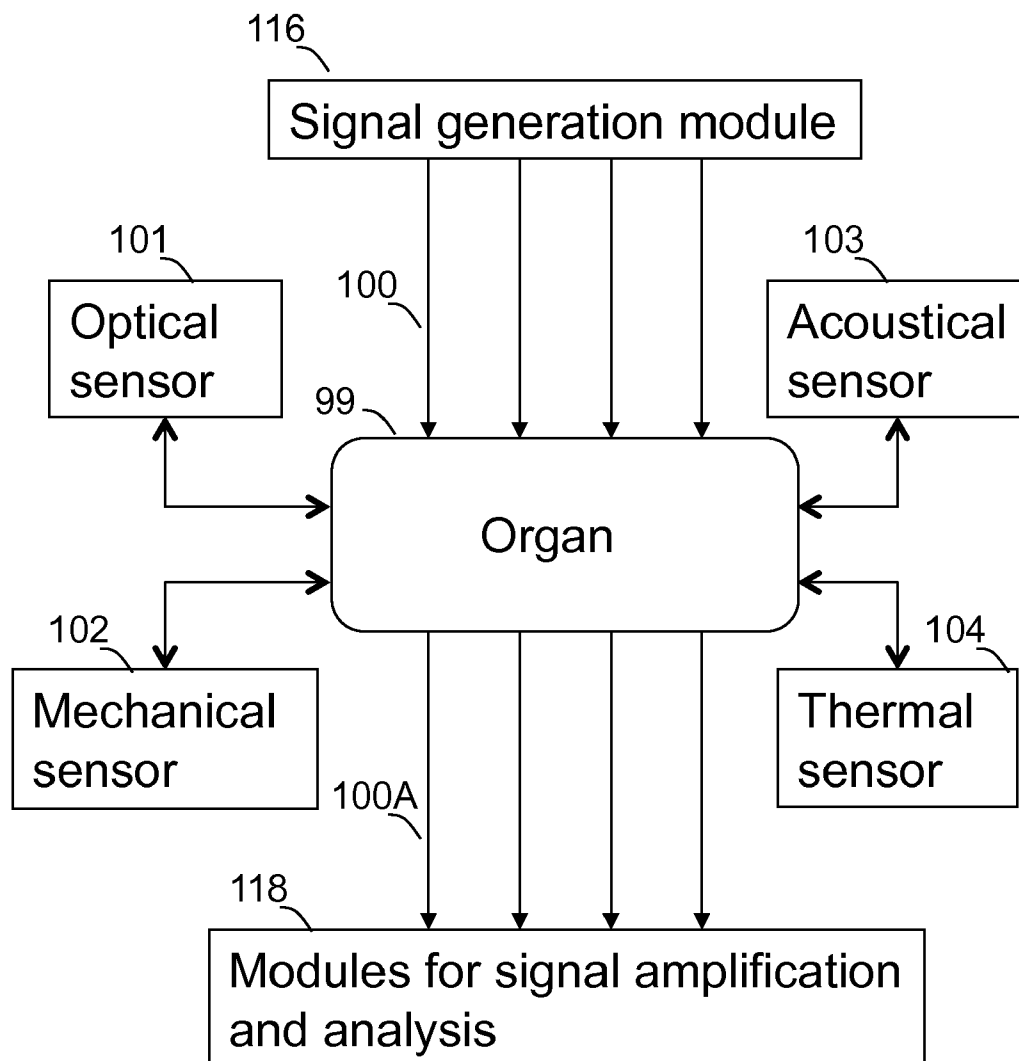 116
Signal generation module
101
103
Optical
sensor
100
Acoustical
sensor
99
Organ
102
104
Mechanical
sensor
Thermal
sensor
100A
118
Modules for signal amplification
and analysis